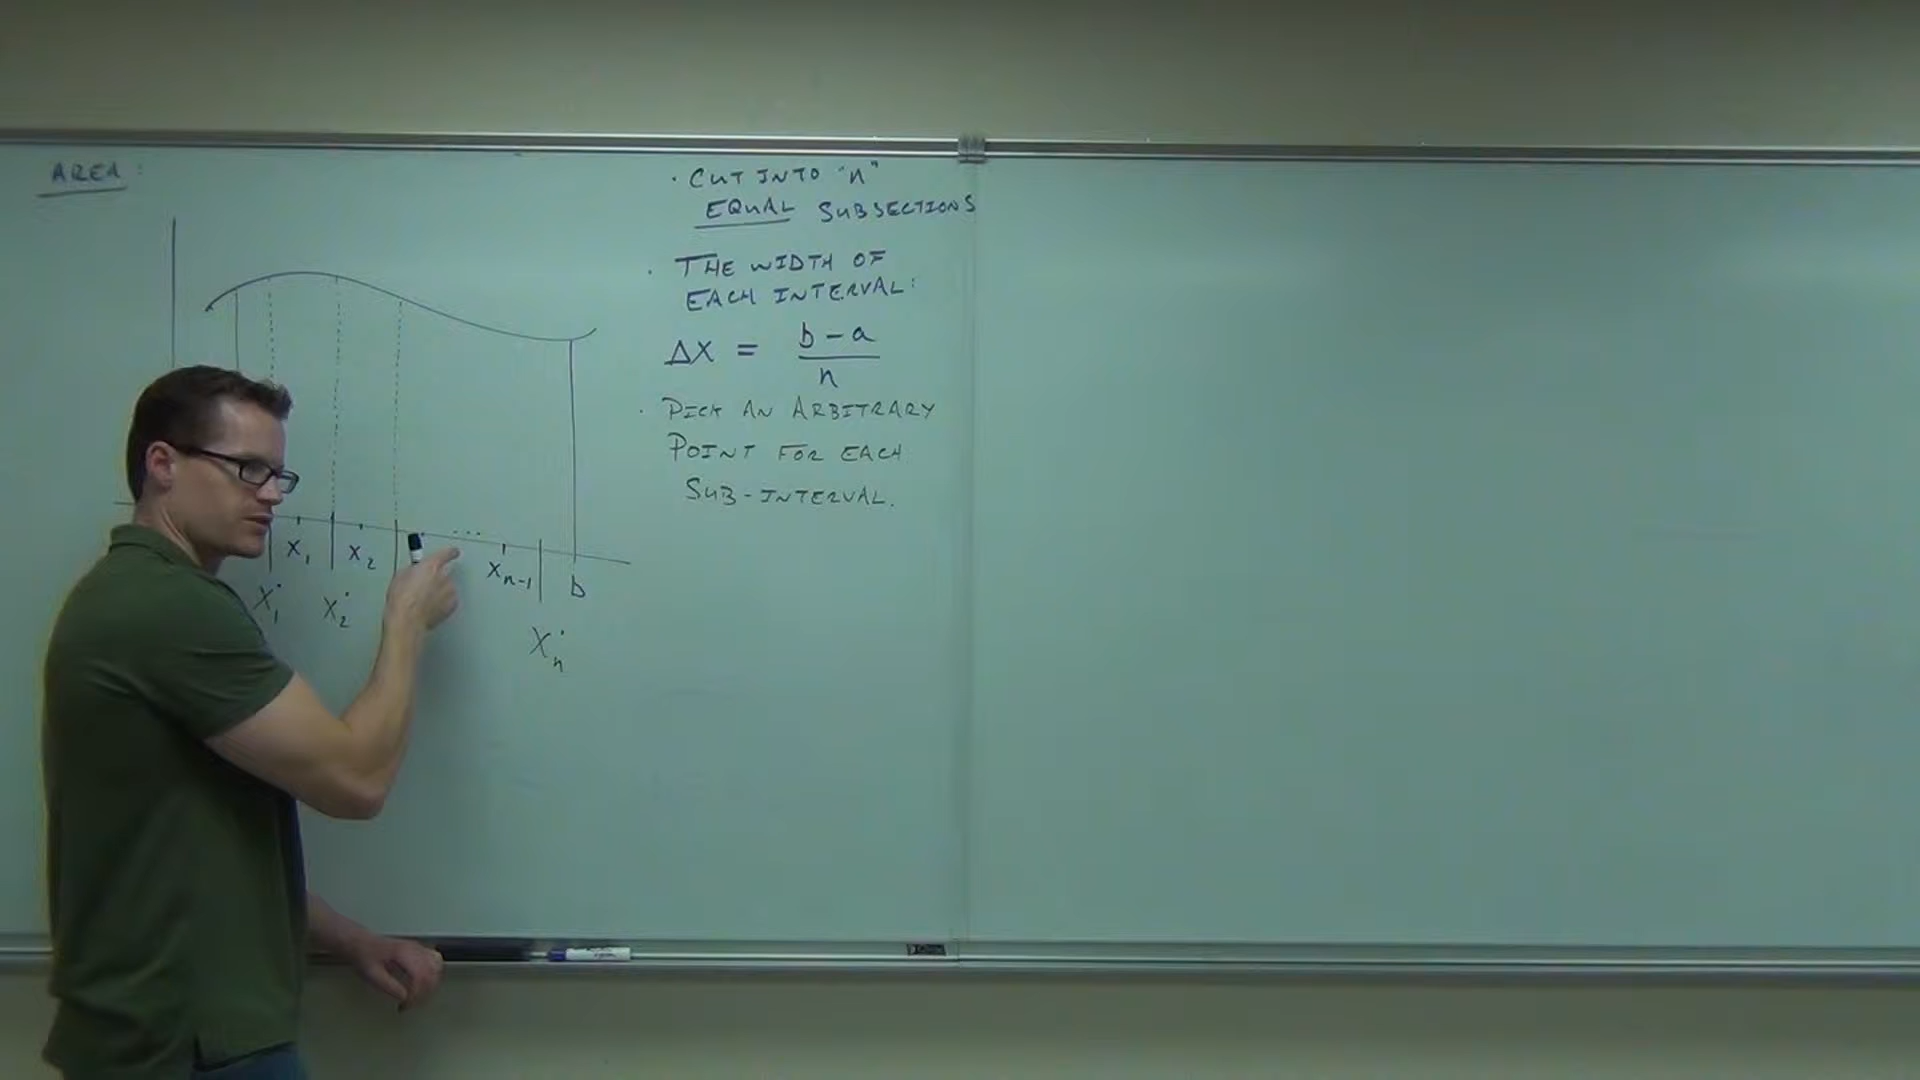 AREA:
• CUT INTO "n"
EQUAL SUBSECTIONS
• THE WIDTH OF
EACH INTERVAL:
ΔX = b - a
n
• PICK AN ARBITRARY
POINT FOR EACH
SUB-INTERVAL.
...
X₁ X₂ Xₙ₋₁ b
X₁• X₂• Xₙ•